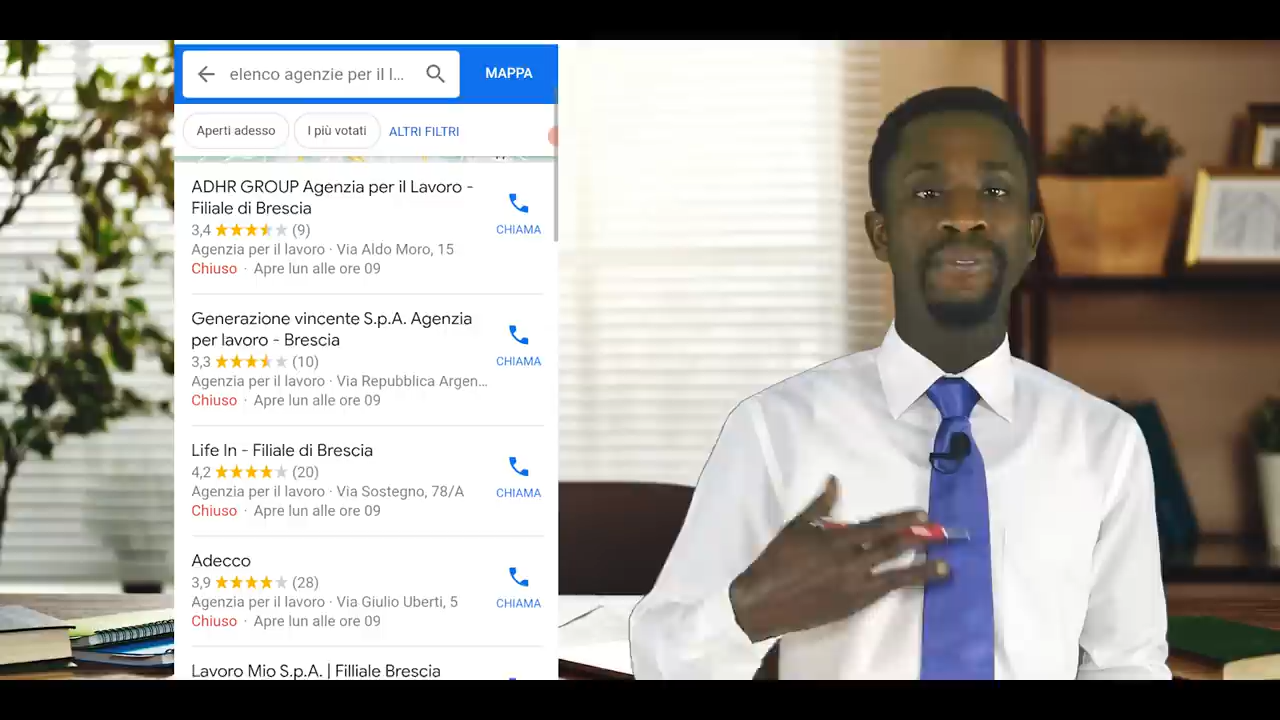 elenco agenzie per il l...
MAPPA
Aperti adesso
I più votati
ALTRI FILTRI
ADHR GROUP Agenzia per il Lavoro -
Filiale di Brescia
3,4 (9)
CHIAMA
Agenzia per il lavoro · Via Aldo Moro, 15
Chiuso · Apre lun alle ore 09
Generazione vincente S.p.A. Agenzia
per lavoro - Brescia
3,3 (10)
CHIAMA
Agenzia per il lavoro · Via Repubblica Argen...
Chiuso · Apre lun alle ore 09
Life In - Filiale di Brescia
4,2 (20)
Agenzia per il lavoro · Via Sostegno, 78/A
CHIAMA
Chiuso · Apre lun alle ore 09
Adecco
3,9 (28)
Agenzia per il lavoro · Via Giulio Uberti, 5
CHIAMA
Chiuso · Apre lun alle ore 09
Lavoro Mio S.p.A. | Filliale Brescia